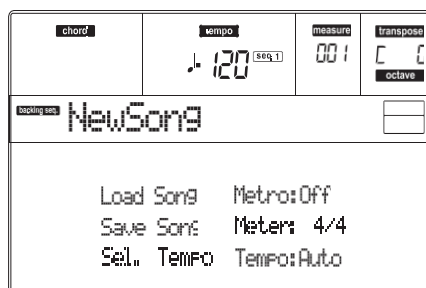 chord tempo measure transpose
♩ 120 seq 1 001 C C
octave
backing seq. NewSong
Load Song Metro:Off
Save Song Meter: 4/4
Sel. Tempo Tempo:Auto